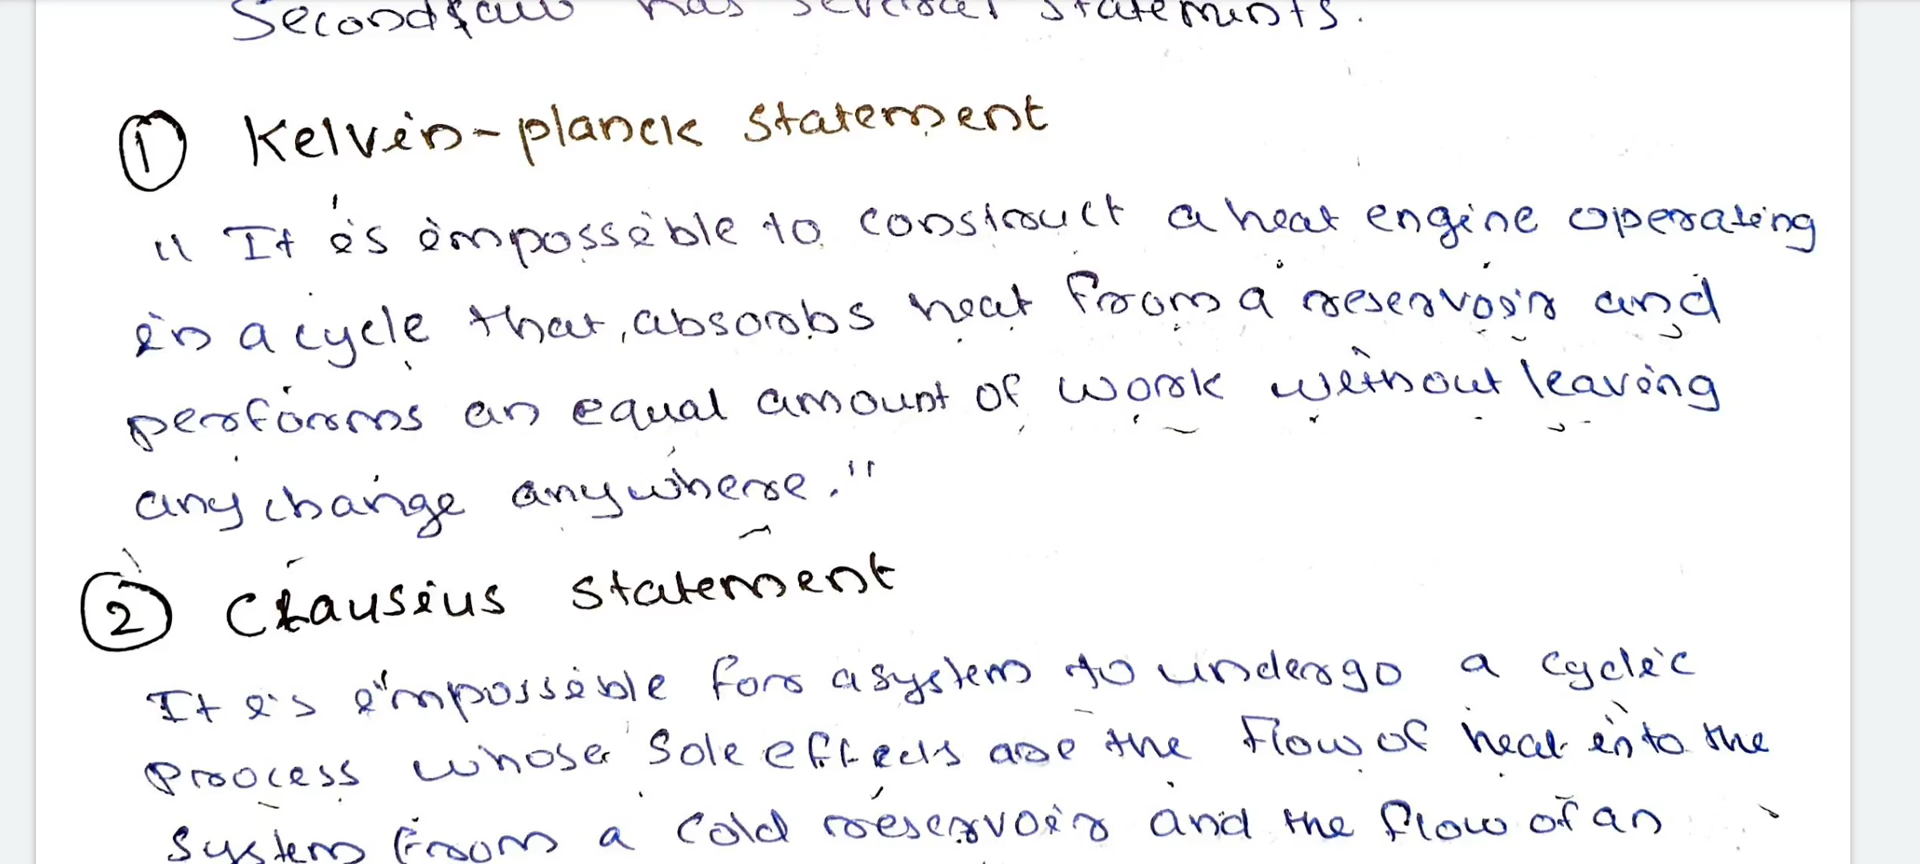 Second law has several statements.
① Kelvin-planck statement
"It is impossible to construct a heat engine operating
in a cycle that, absorbs heat from a reservoir and
performs an equal amount of work without leaving
any change anywhere."
② Clausius statement
It is impossible for a system to undergo a cyclic
process whose sole effects are the flow of heat into the
system from a cold reservoir and the flow of an